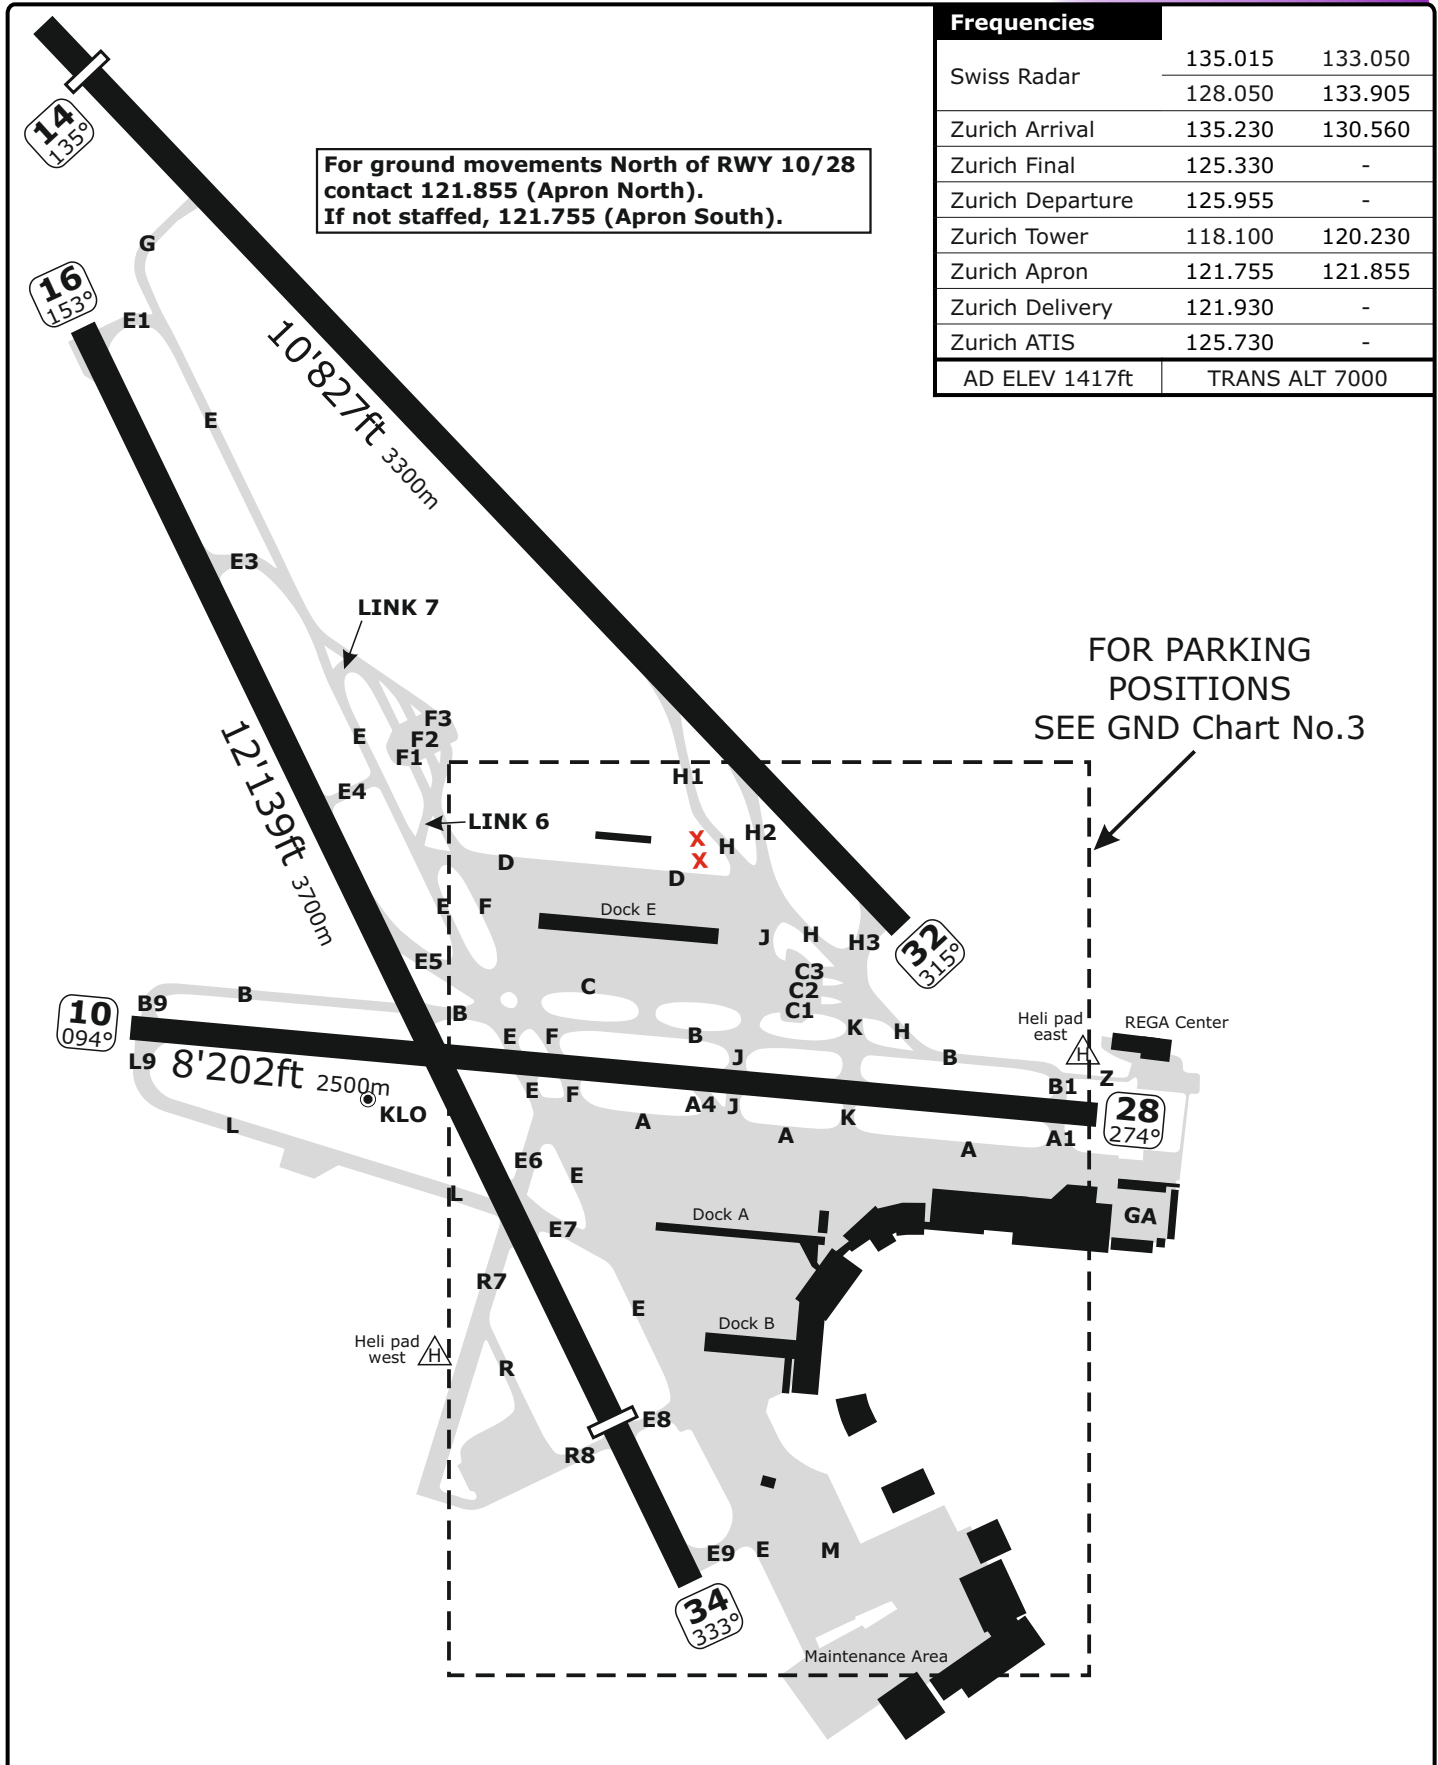 Frequencies
Swiss Radar 135.015 133.050
128.050 133.905
Zurich Arrival 135.230 130.560
Zurich Final 125.330 -
Zurich Departure 125.955 -
Zurich Tower 118.100 120.230
Zurich Apron 121.755 121.855
Zurich Delivery 121.930 -
Zurich ATIS 125.730 -
AD ELEV 1417ft TRANS ALT 7000
14
135°
For ground movements North of RWY 10/28
contact 121.855 (Apron North).
If not staffed, 121.755 (Apron South).
G
16
153°
E1
10'827ft 3300m
E
E3
LINK 7
FOR PARKING
POSITIONS
SEE GND Chart No.3
12'139ft 3700m
F3
E
F2
F1
H1
E4
LINK 6
X
H2
H
X
D
D
E
F
Dock E
J
H
H3
32
315°
E5
C3
C
C2
C1
B9
B
B
10
094°
E
F
B
J
K
H
B
Heli pad
east
H
REGA Center
L9
8'202ft 2500m
KLO
L
E
F
A4
J
A
A
K
A
B1
Z
A1
28
274°
E6
E
L
E7
Dock A
GA
R7
E
Dock B
Heli pad
west
H
R
E8
R8
E9
E
M
34
333°
Maintenance Area